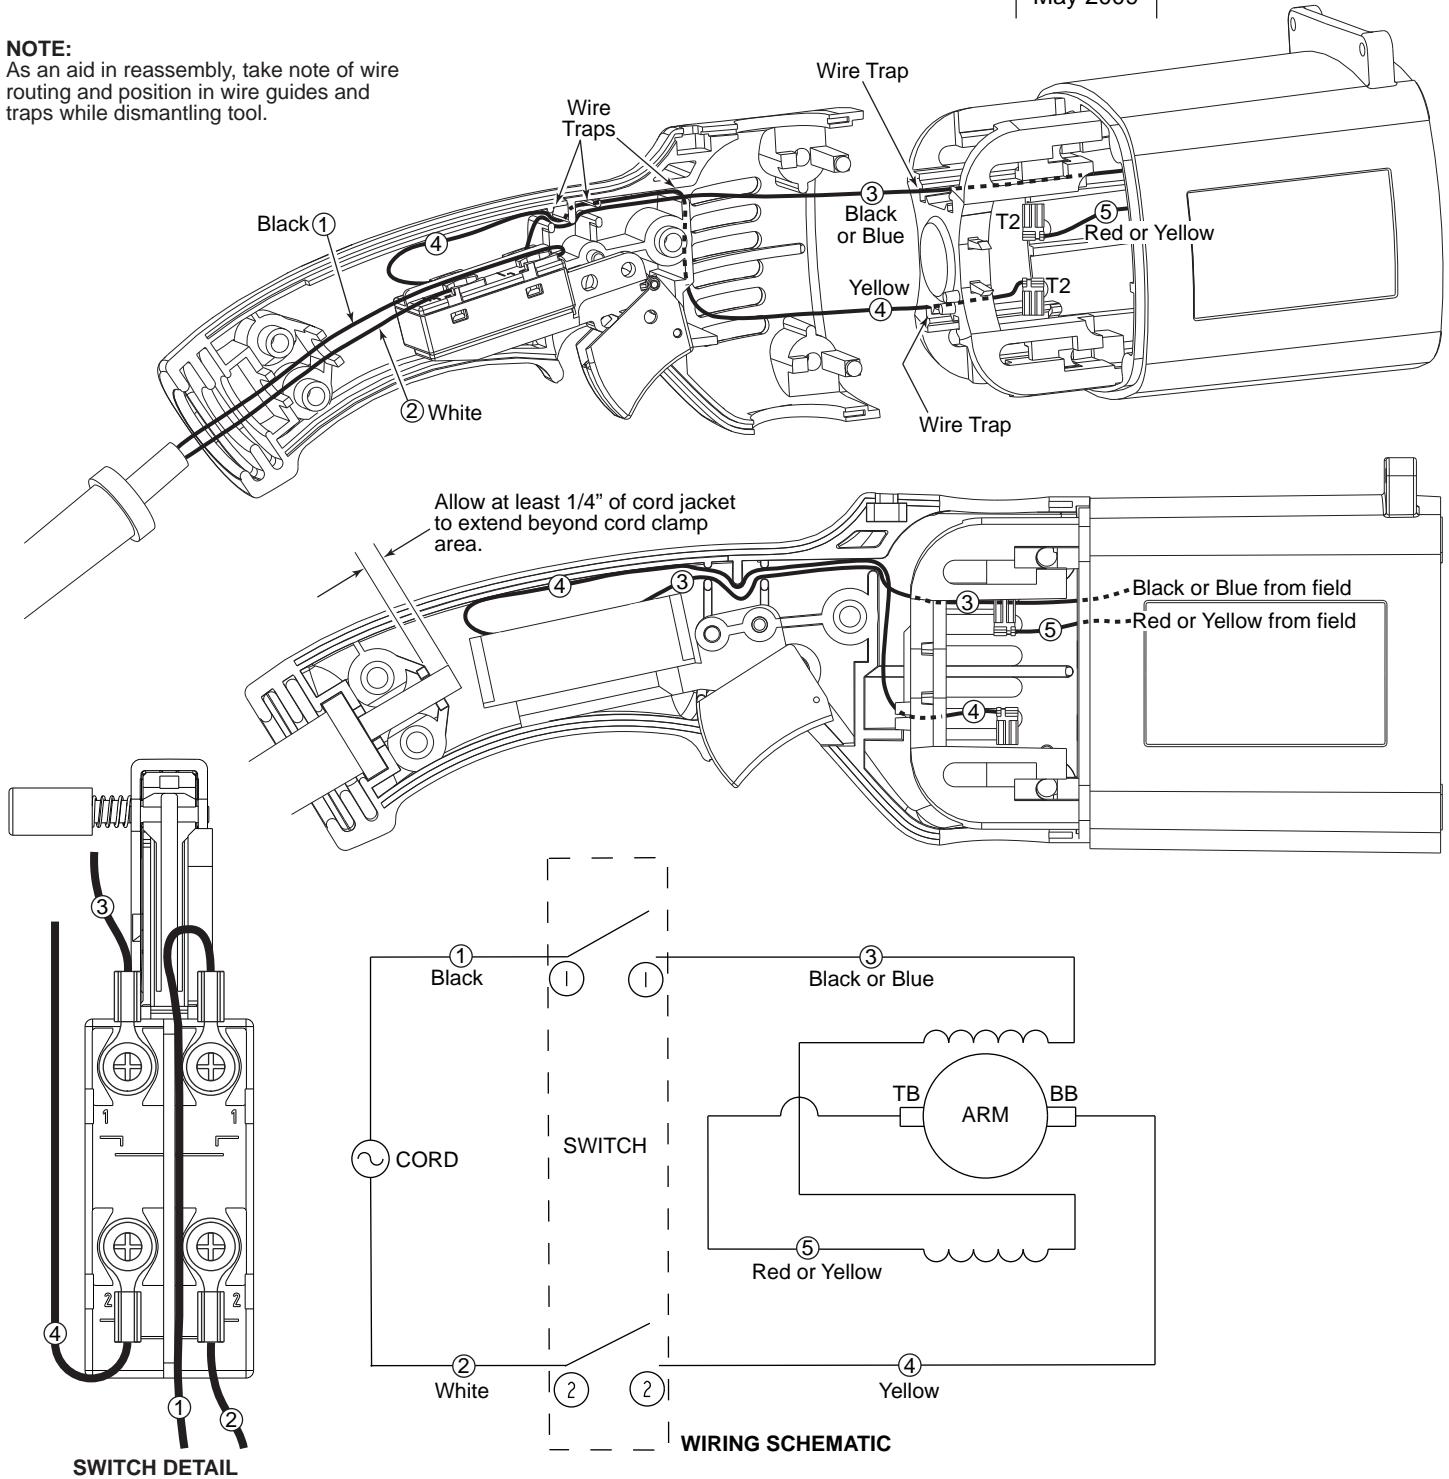 May 2009
NOTE:
As an aid in reassembly, take note of wire
routing and position in wire guides and
traps while dismantling tool.
Wire Trap
Wire
Traps
Black 1
4
3
Black
or Blue
T2
5
Red or Yellow
Yellow
4
T2
2 White
Wire Trap
Allow at least 1/4” of cord jacket
to extend beyond cord clamp
area.
4
3
3
Black or Blue from field
5
Red or Yellow from field
4
3
1
1
2
2
4
1
2
SWITCH DETAIL
1
Black
1
1
3
Black or Blue
TB
ARM
BB
CORD
SWITCH
5
Red or Yellow
2
White
2
2
4
Yellow
WIRING SCHEMATIC